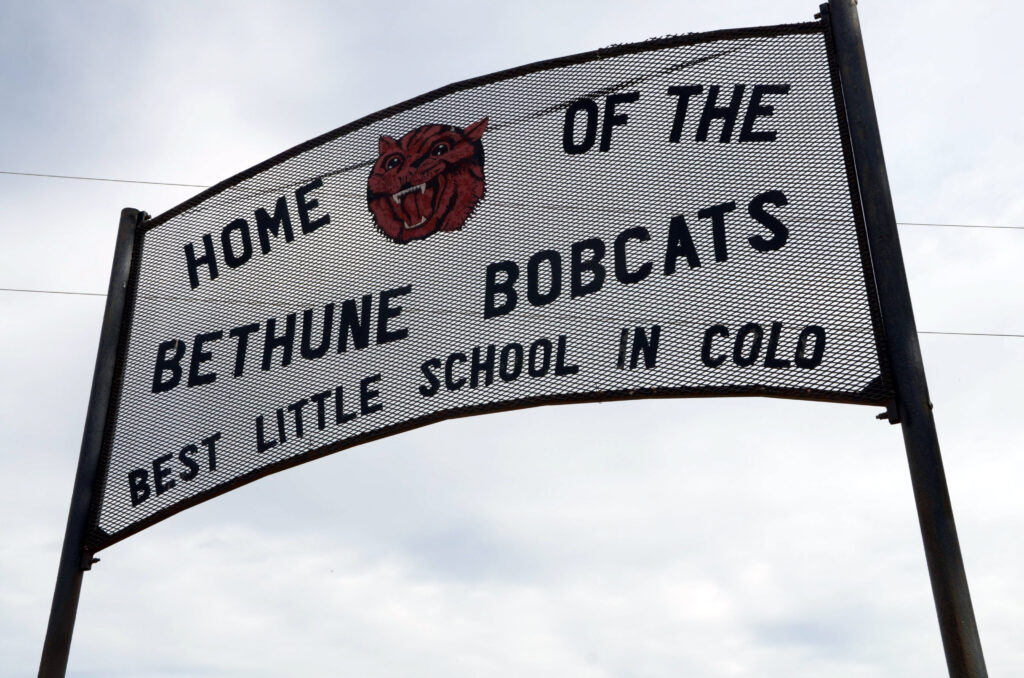 HOME OF THE
BETHUNE BOBCATS
BEST LITTLE SCHOOL IN COLO